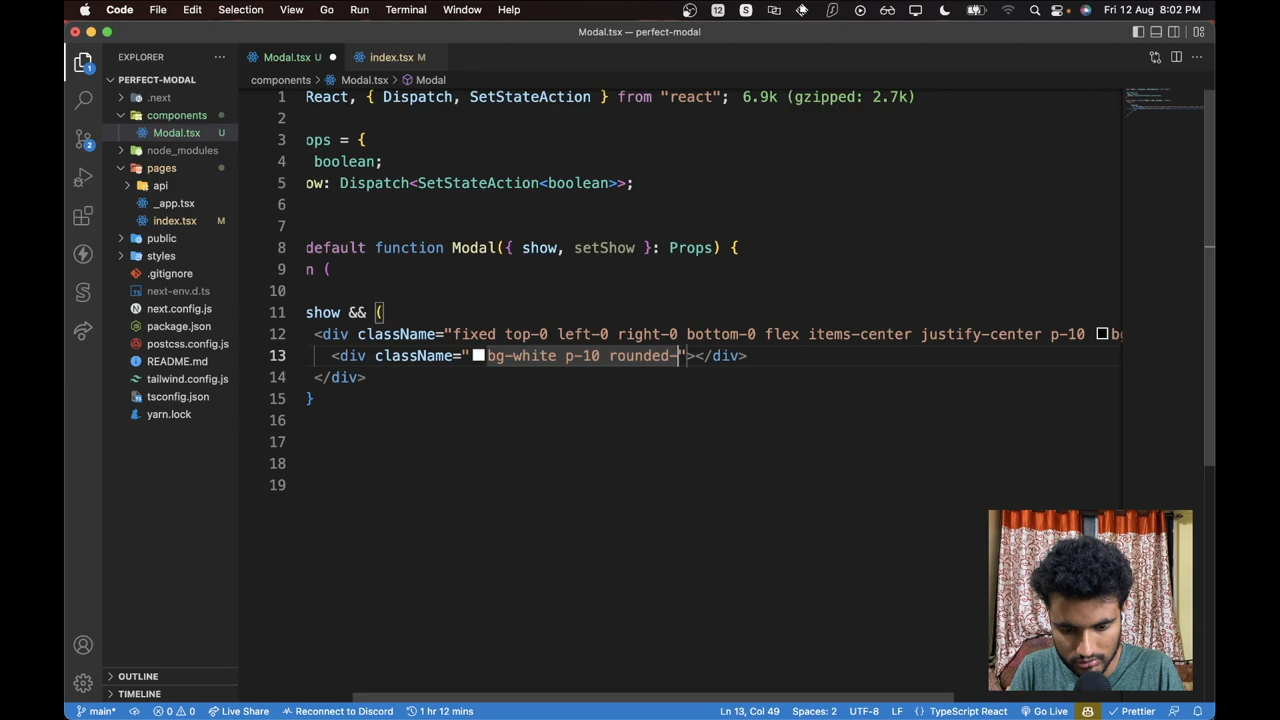 Code File Edit Selection View Go Run Terminal Window Help 12 S Fri 12 Aug 8:02 PM
Modal.tsx — perfect-modal
EXPLORER
Modal.tsx U
index.tsx M
components Modal.tsx Modal
PERFECT-MODAL
.next
components
Modal.tsx U
node_modules
pages
api
_app.tsx
index.tsx M
public
styles
.gitignore
next-env.d.ts
next.config.js
package.json
postcss.config.js
README.md
tailwind.config.js
tsconfig.json
yarn.lock
OUTLINE
TIMELINE
1
2
1 React, { Dispatch, SetStateAction } from "react"; 6.9k (gzipped: 2.7k)
2
3 ops = {
4 boolean;
5 ow: Dispatch<SetStateAction<boolean>>;
6
7
8 default function Modal({ show, setShow }: Props) {
9 n (
10
11 show && (
12 <div className="fixed top-0 left-0 right-0 bottom-0 flex items-center justify-center p-10 bg
13 <div className="bg-white p-10 rounded-"></div>
14 </div>
15 }
16
17
18
19
main* 0 0 Live Share Reconnect to Discord 1 hr 12 mins Ln 13, Col 49 Spaces: 2 UTF-8 LF {} TypeScript React Go Live Prettier